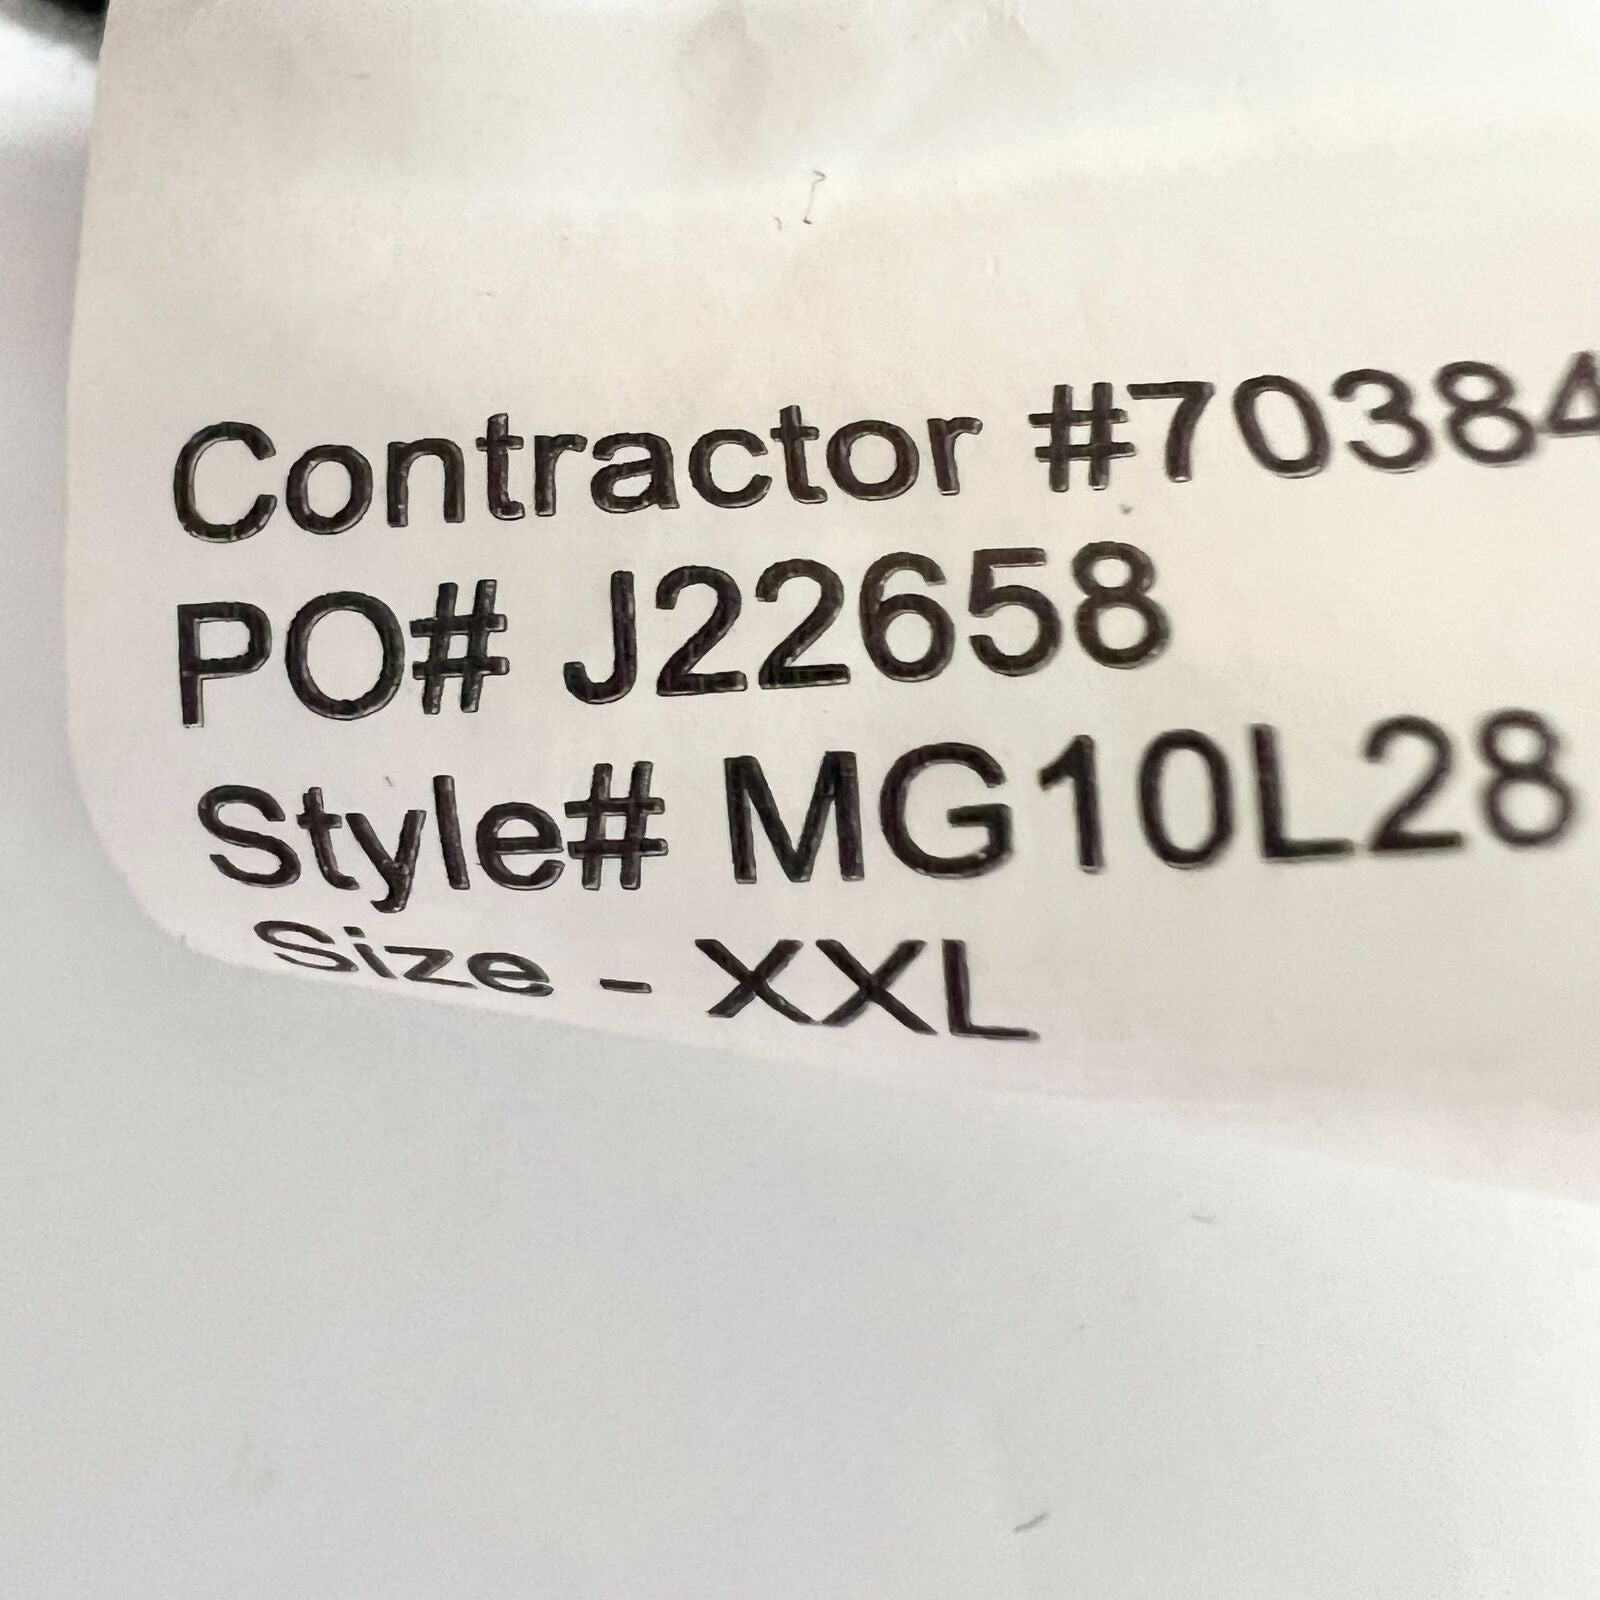 Contractor #70384
PO# J22658
Style# MG10L28
Size - XXL